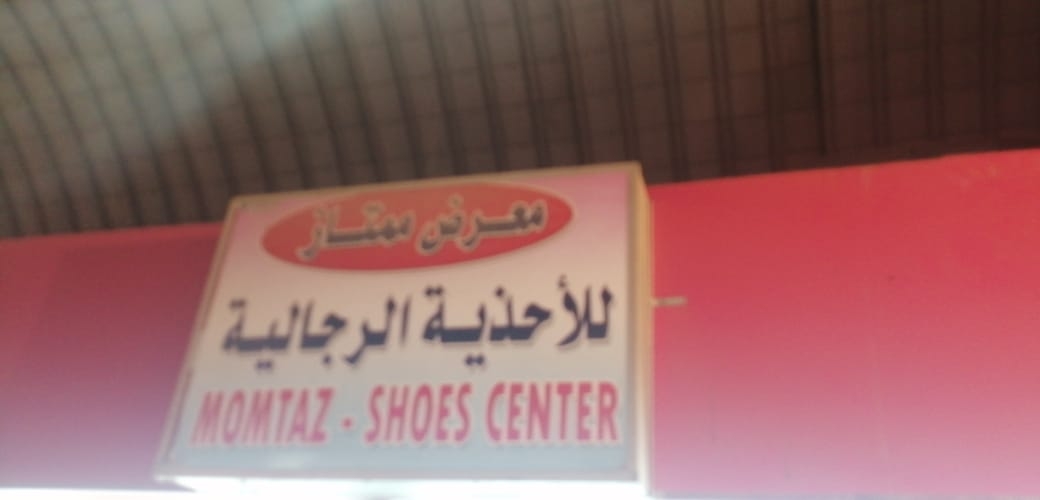 معرض ممتاز
للأحذية الرجالية
MOMTAZ - SHOES CENTER